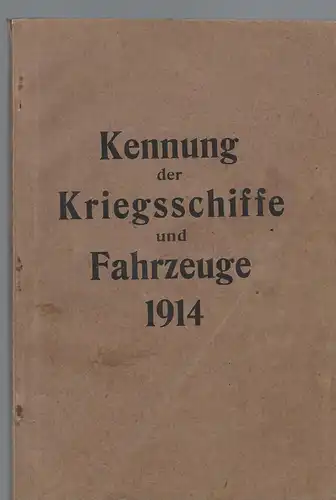 Kennung
der
Kriegsschiffe
und
Fahrzeuge
1914